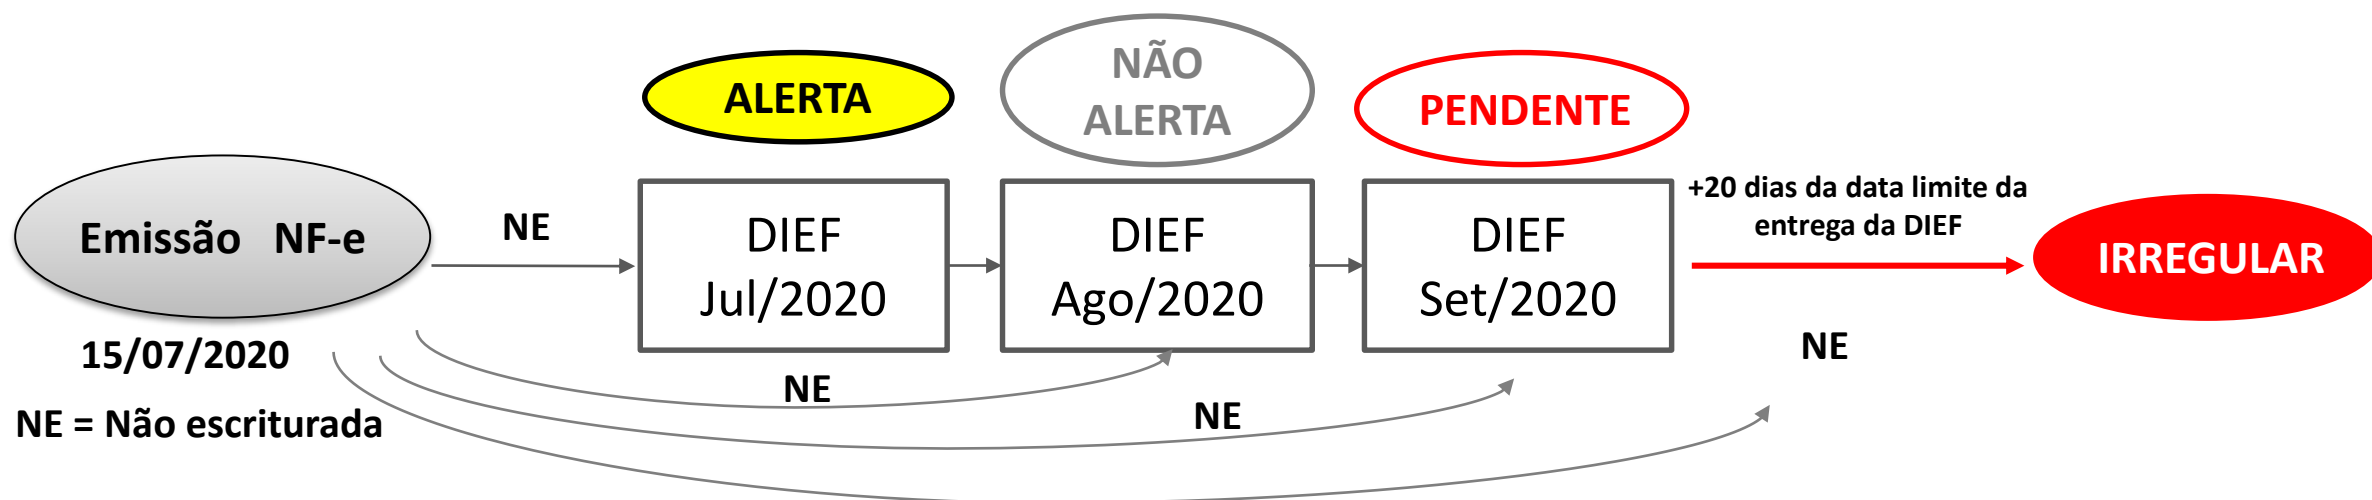 ALERTA
NÃO
ALERTA
PENDENTE
Emissão NF-e
NE
DIEF
Jul/2020
DIEF
Ago/2020
DIEF
Set/2020
+20 dias da data limite da
entrega da DIEF
IRREGULAR
15/07/2020
NE
NE
NE
NE = Não escriturada